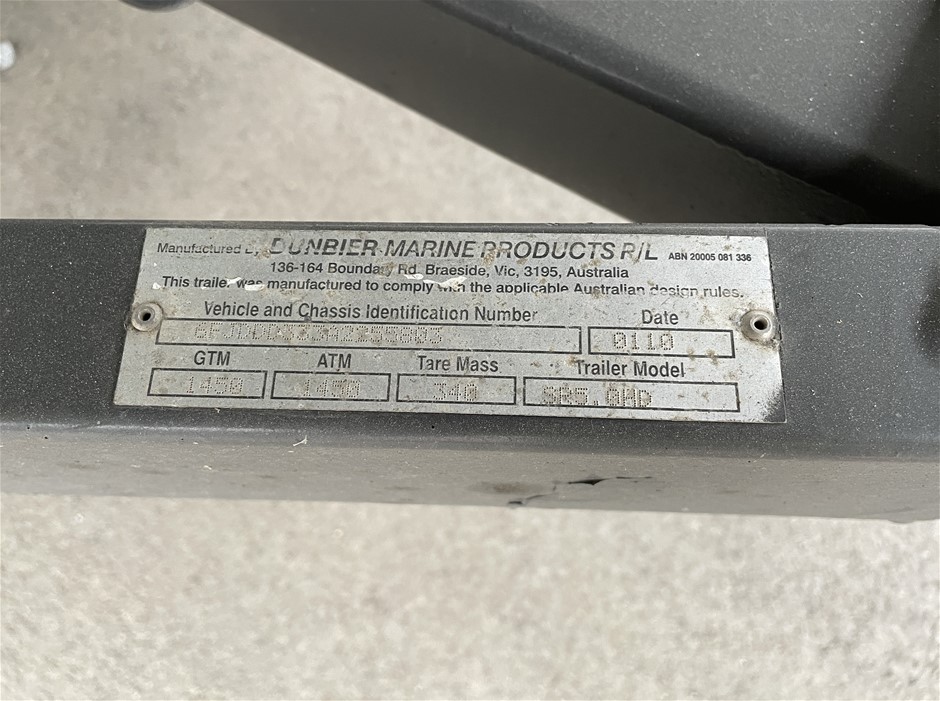 Manufactured By DUNBIER MARINE PRODUCTS P/L ABN 20005 081 336
136-164 Boundary Rd, Braeside, Vic, 3195, Australia
This trailer was manufactured to comply with the applicable Australian design rules.
Vehicle and Chassis Identification Number Date
0110
GTM ATM Tare Mass Trailer Model
1450 1450 340